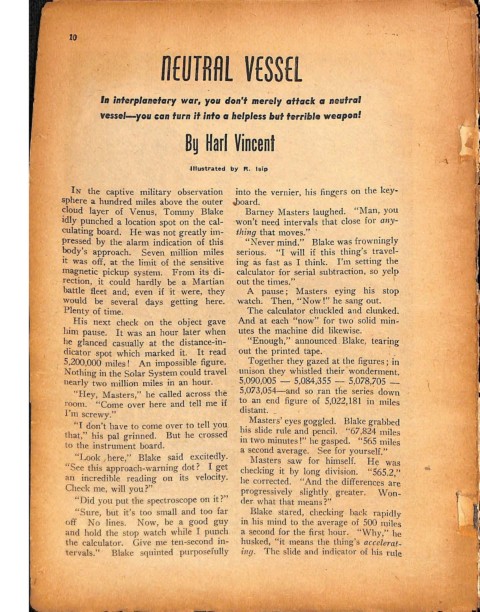 10
NEUTRAL VESSEL
In interplanetary war, you don't merely attack a neutral
vessel—you can turn it into a helpless but terrible weapon!
By Harl Vincent
Illustrated by R. Isip
IN the captive military observation
sphere a hundred miles above the outer
cloud layer of Venus, Tommy Blake
idly punched a location spot on the cal-
culating board. He was not greatly im-
pressed by the alarm indication of this
body's approach. Seven million miles
it was off, at the limit of the sensitive
magnetic pickup system. From its di-
rection, it could hardly be a Martian
battle fleet and, even if it were, they
would be several days getting here.
Plenty of time.
His next check on the object gave
him pause. It was an hour later when
he glanced casually at the distance-in-
dicator spot which marked it. It read
5,200,000 miles! An impossible figure.
Nothing in the Solar System could travel
nearly two million miles in an hour.
"Hey, Masters," he called across the
room. "Come over here and tell me if
I'm screwy."
"I don't have to come over to tell you
that," his pal grinned. But he crossed
to the instrument board.
"Look here," Blake said excitedly.
"See this approach-warning dot? I get
an incredible reading on its velocity.
Check me, will you?"
"Did you put the spectroscope on it?"
"Sure, but it's too small and too far
off No lines. Now, be a good guy
and hold the stop watch while I punch
the calculator. Give me ten-second in-
tervals." Blake squinted purposefully
into the vernier, his fingers on the key-
board.
Barney Masters laughed. "Man, you
won't need intervals that close for any-
thing that moves."
"Never mind." Blake was frowningly
serious. "I will if this thing's travel-
ing as fast as I think. I'm setting the
calculator for serial subtraction, so yelp
out the times."
A pause; Masters eying his stop
watch. Then, "Now!" he sang out.
The calculator chuckled and clunked.
And at each "now" for two solid min-
utes the machine did likewise.
"Enough," announced Blake, tearing
out the printed tape.
Together they gazed at the figures; in
unison they whistled their wonderment.
5,090,005 — 5,084,355 — 5,078,705 —
5,073,054—and so ran the series down
to an end figure of 5,022,181 in miles
distant.
Masters' eyes goggled. Blake grabbed
his slide rule and pencil. "67,824 miles
in two minutes!" he gasped. "565 miles
a second average. See for yourself."
Masters saw for himself. He was
checking it by long division. "565.2,"
he corrected. "And the differences are
progressively slightly greater. Won-
der what that means?"
Blake stared, checking back rapidly
in his mind to the average of 500 miles
a second for the first hour. "Why," he
husked, "it means the thing's accelerat-
ing. The slide and indicator of his rule